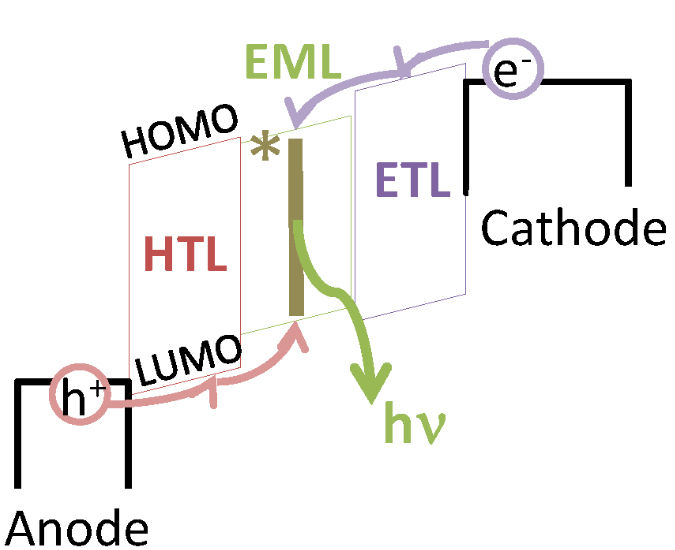 EML
e⁻
HOMO
*
ETL
HTL
Cathode
LUMO
h⁺
hν
Anode